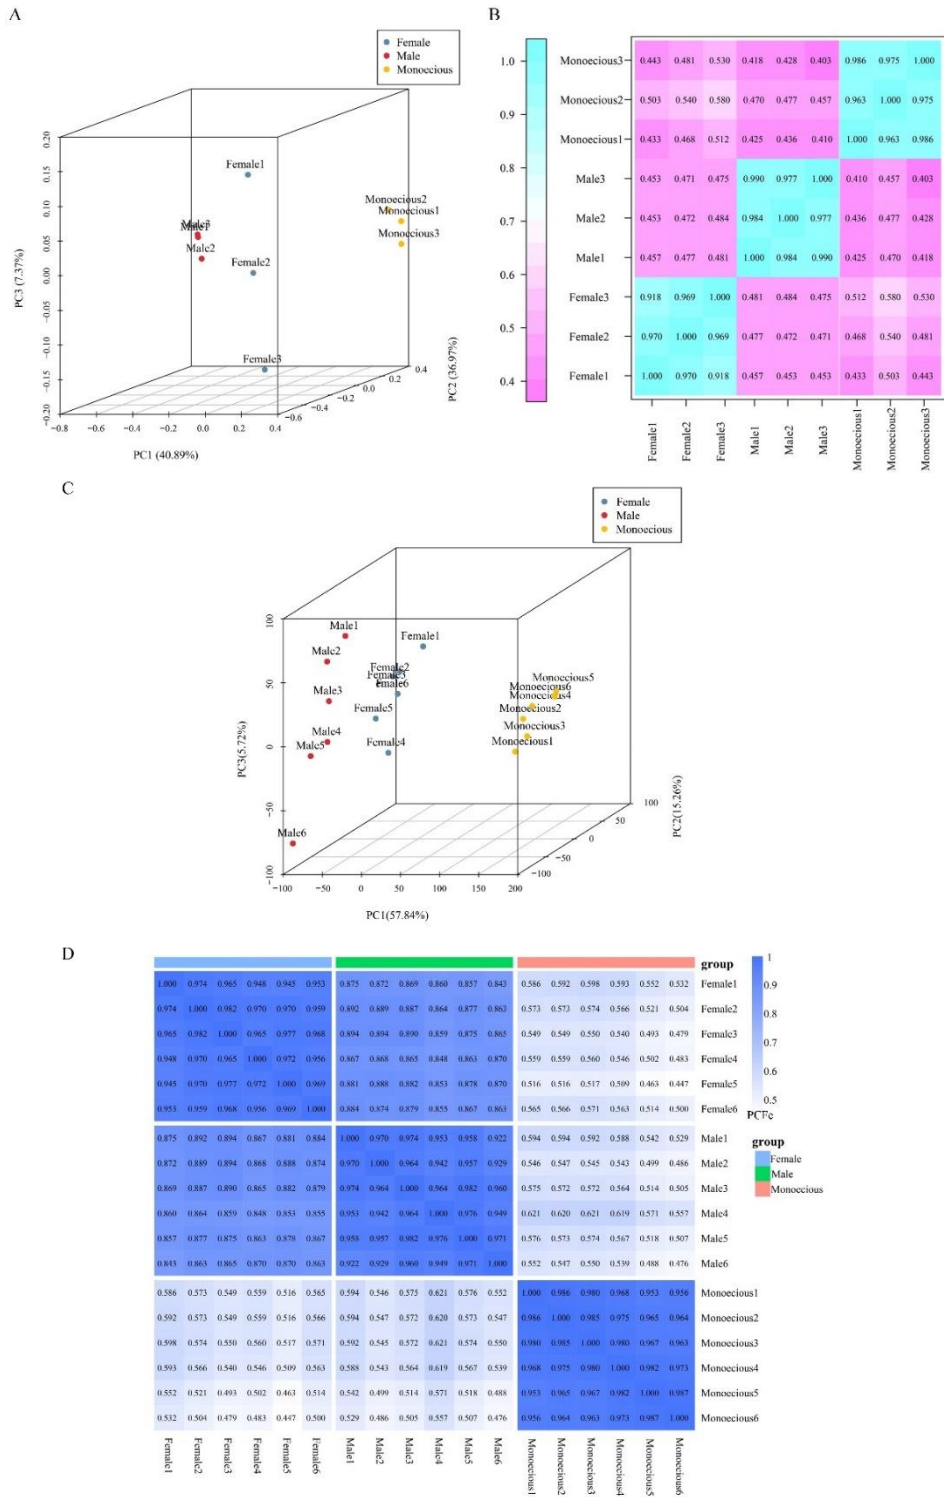 A
Female
Male
Monoecious
PC3 (7.37%)
0.20
0.15
0.10
0.05
0.00
−0.05
−0.10
−0.15
−0.20
Female1
Monoecious2
Monoecious1
Male1
Male2
Monoecious3
Female2
Female3
−0.8 −0.6 −0.4 −0.2 0.0 0.2 0.4
PC1 (40.89%)
−0.6 −0.4 −0.2 0.0 0.2 0.4
PC2 (36.97%)
B
1.0
0.9
0.8
0.7
0.6
0.5
0.4
Monoecious3 0.443 0.481 0.530 0.418 0.428 0.403 0.986 0.975 1.000
Monoecious2 0.503 0.540 0.580 0.470 0.477 0.457 0.963 1.000 0.975
Monoecious1 0.433 0.468 0.512 0.425 0.436 0.410 1.000 0.963 0.986
Male3 0.453 0.471 0.475 0.990 0.977 1.000 0.410 0.457 0.403
Male2 0.453 0.472 0.484 0.984 1.000 0.977 0.436 0.477 0.428
Male1 0.457 0.477 0.481 1.000 0.984 0.990 0.425 0.470 0.418
Female3 0.918 0.969 1.000 0.481 0.484 0.475 0.512 0.580 0.530
Female2 0.970 1.000 0.969 0.477 0.472 0.471 0.468 0.540 0.481
Female1 1.000 0.970 0.918 0.457 0.453 0.453 0.433 0.503 0.443
Female1 Female2 Female3 Male1 Male2 Male3 Monoecious1 Monoecious2 Monoecious3
C
Female
Male
Monoecious
PC3(5.72%)
100
50
0
−50
−100
Male1
Female1
Male2
Female2
Female3
Monoecious5
Female6
Monoecious6
Monoecious4
Male3
Female5
Monoecious2
Male4
Monoecious3
Male5
Female4
Monoecious1
Male6
−100 −50 0 50 100 150 200
PC1(57.84%)
−100 −50 0 50 100
PC2(15.26%)
D
group
1.000 0.974 0.965 0.948 0.945 0.953 0.875 0.872 0.869 0.860 0.857 0.843 0.586 0.592 0.598 0.593 0.552 0.532 Female1
0.974 1.000 0.982 0.970 0.970 0.959 0.892 0.889 0.887 0.864 0.877 0.863 0.573 0.573 0.574 0.566 0.521 0.504 Female2
0.965 0.982 1.000 0.965 0.977 0.968 0.894 0.894 0.890 0.859 0.875 0.865 0.549 0.549 0.550 0.540 0.493 0.479 Female3
0.948 0.970 0.965 1.000 0.972 0.956 0.867 0.868 0.865 0.848 0.863 0.870 0.559 0.559 0.560 0.546 0.502 0.483 Female4
0.945 0.970 0.977 0.972 1.000 0.969 0.881 0.888 0.882 0.853 0.878 0.870 0.516 0.516 0.517 0.509 0.463 0.447 Female5
0.953 0.959 0.968 0.956 0.969 1.000 0.884 0.874 0.879 0.855 0.867 0.863 0.565 0.566 0.571 0.563 0.514 0.500 Female6
0.875 0.892 0.894 0.867 0.881 0.884 1.000 0.970 0.974 0.953 0.958 0.922 0.594 0.594 0.592 0.588 0.542 0.529 Male1
0.872 0.889 0.894 0.868 0.888 0.874 0.970 1.000 0.964 0.942 0.957 0.929 0.546 0.547 0.545 0.543 0.499 0.486 Male2
0.869 0.887 0.890 0.865 0.882 0.879 0.974 0.964 1.000 0.964 0.982 0.960 0.575 0.572 0.572 0.564 0.514 0.505 Male3
0.860 0.864 0.859 0.848 0.853 0.855 0.953 0.942 0.964 1.000 0.976 0.949 0.621 0.620 0.621 0.619 0.571 0.557 Male4
0.857 0.877 0.875 0.863 0.878 0.867 0.958 0.957 0.982 0.976 1.000 0.971 0.576 0.573 0.574 0.567 0.518 0.507 Male5
0.843 0.863 0.865 0.870 0.870 0.863 0.922 0.929 0.960 0.949 0.971 1.000 0.552 0.547 0.550 0.539 0.488 0.476 Male6
0.586 0.573 0.549 0.559 0.516 0.565 0.594 0.546 0.575 0.621 0.576 0.552 1.000 0.986 0.980 0.968 0.953 0.956 Monoecious1
0.592 0.573 0.549 0.559 0.516 0.566 0.594 0.547 0.572 0.620 0.573 0.547 0.986 1.000 0.985 0.975 0.965 0.964 Monoecious2
0.598 0.574 0.550 0.560 0.517 0.571 0.592 0.545 0.572 0.621 0.574 0.550 0.980 0.985 1.000 0.980 0.967 0.963 Monoecious3
0.593 0.566 0.540 0.546 0.509 0.563 0.588 0.543 0.564 0.619 0.567 0.539 0.968 0.975 0.980 1.000 0.982 0.973 Monoecious4
0.552 0.521 0.493 0.502 0.463 0.514 0.542 0.499 0.514 0.571 0.518 0.488 0.953 0.965 0.967 0.982 1.000 0.987 Monoecious5
0.532 0.504 0.479 0.483 0.447 0.500 0.529 0.486 0.505 0.557 0.507 0.476 0.956 0.964 0.963 0.973 0.987 1.000 Monoecious6
Female1 Female2 Female3 Female4 Female5 Female6 Male1 Male2 Male3 Male4 Male5 Male6 Monoecious1 Monoecious2 Monoecious3 Monoecious4 Monoecious5 Monoecious6
1
0.9
0.8
0.7
0.6
0.5
PCFc
group
Female
Male
Monoecious